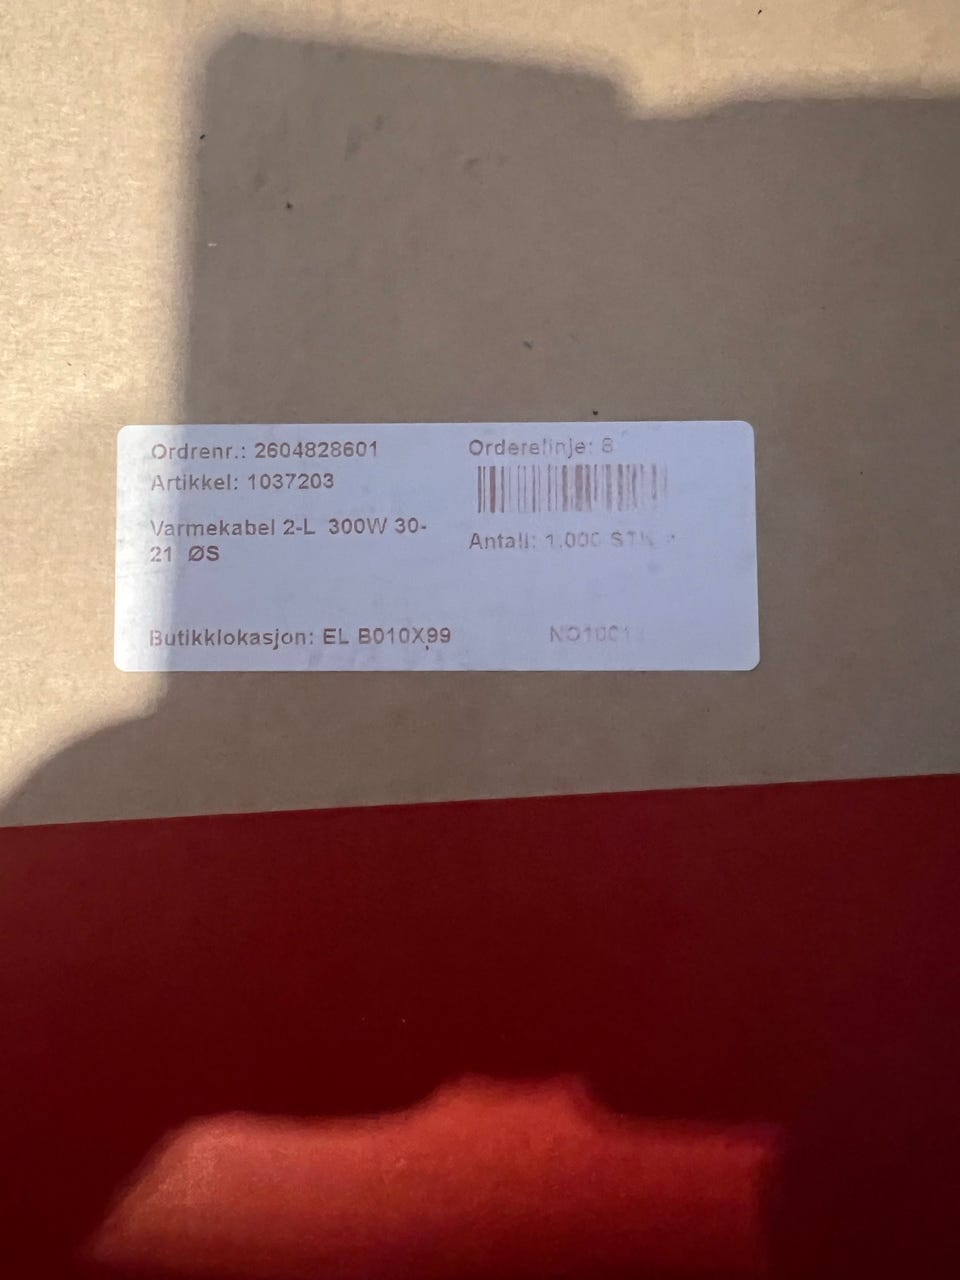 Ordrenr.: 2604828601
Artikkel: 1037203
Varmekabel 2-L 300W 30-
21 ØS
Butikklokasjon: EL B010X99
Orderelinje: 8
Antall: 1.000 STK